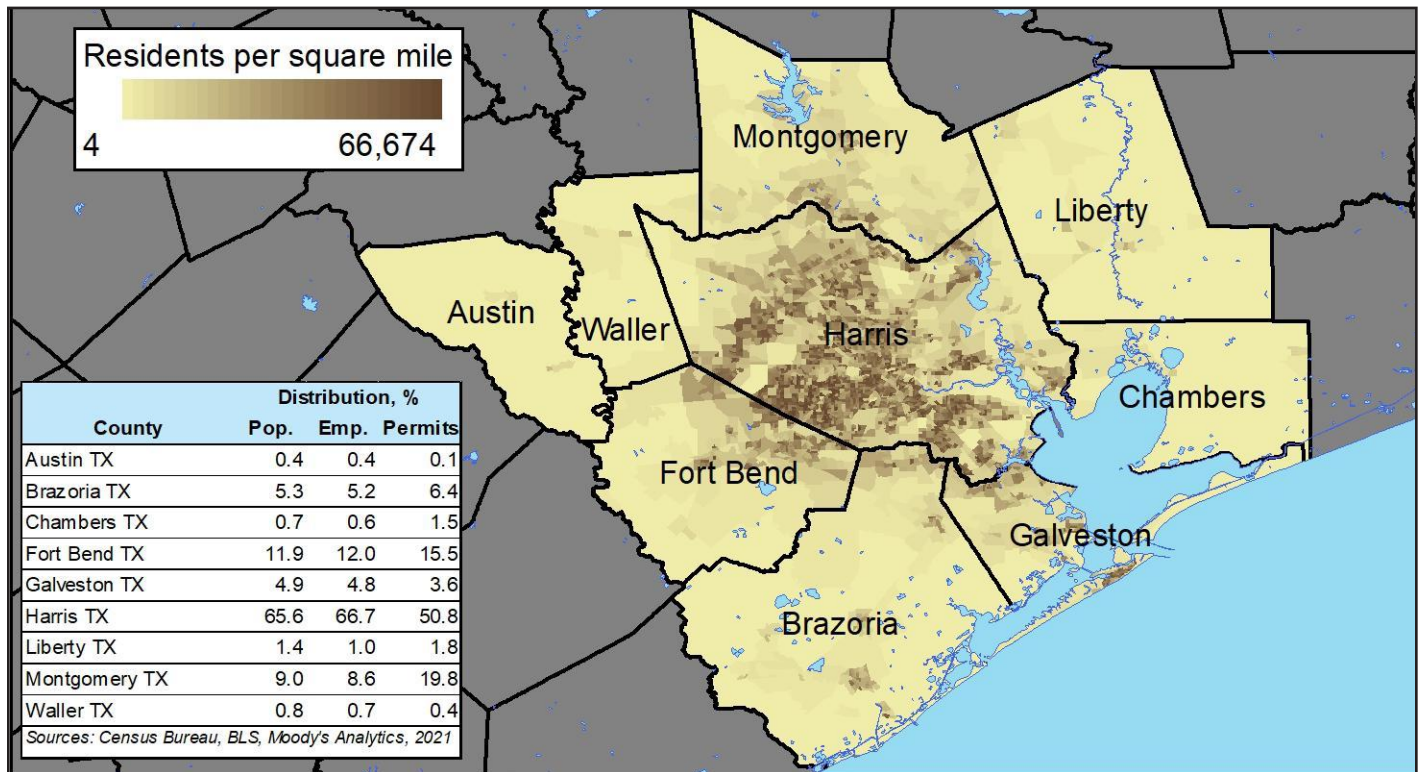 Residents per square mile
4 66,674
Montgomery
Liberty
Austin
Waller
Harris
Chambers
Fort Bend
Galveston
Brazoria
Distribution, %
County Pop. Emp. Permits
Austin TX 0.4 0.4 0.1
Brazoria TX 5.3 5.2 6.4
Chambers TX 0.7 0.6 1.5
Fort Bend TX 11.9 12.0 15.5
Galveston TX 4.9 4.8 3.6
Harris TX 65.6 66.7 50.8
Liberty TX 1.4 1.0 1.8
Montgomery TX 9.0 8.6 19.8
Waller TX 0.8 0.7 0.4
Sources: Census Bureau, BLS, Moody's Analytics, 2021